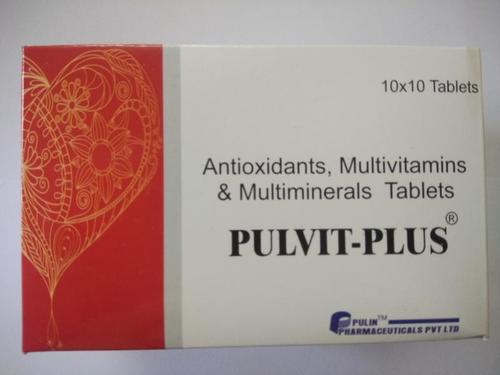 10x10 Tablets
Antioxidants, Multivitamins
& Multiminerals Tablets
PULVIT-PLUS®
PULIN™
PHARMACEUTICALS PVT LTD